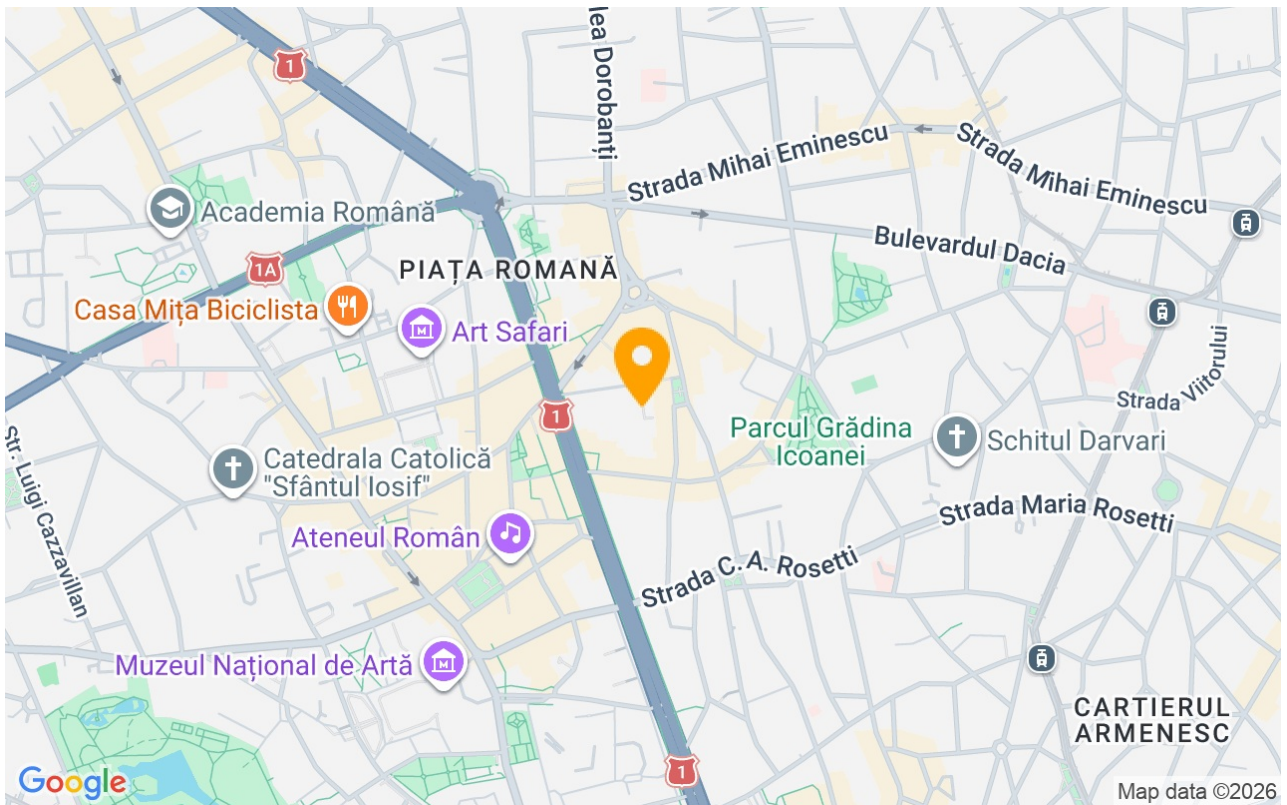 1
lea Dorobanți
Strada Mihai Eminescu
Strada Mihai Eminescu
Academia Română
Bulevardul Dacia
1A
PIAȚA ROMANĂ
Casa Mița Biciclista
Art Safari
Strada Viitorului
1
Parcul Grădina
Icoanei
Schitul Darvari
Str. Luigi Cazzavillan
Catedrala Catolică
"Sfântul Iosif"
Strada Maria Rosetti
Ateneul Român
Strada C. A. Rosetti
Muzeul Național de Artă
CARTIERUL
ARMENESC
1
Google
Map data ©2026